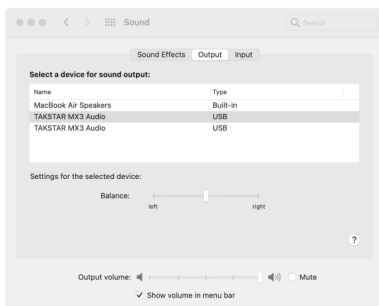 Sound
Search
Sound Effects Output Input
Select a device for sound output:
Name Type
MacBook Air Speakers Built-in
TAKSTAR MX3 Audio USB
TAKSTAR MX3 Audio USB
Settings for the selected device:
Balance:
left right
?
Output volume: Mute
Show volume in menu bar